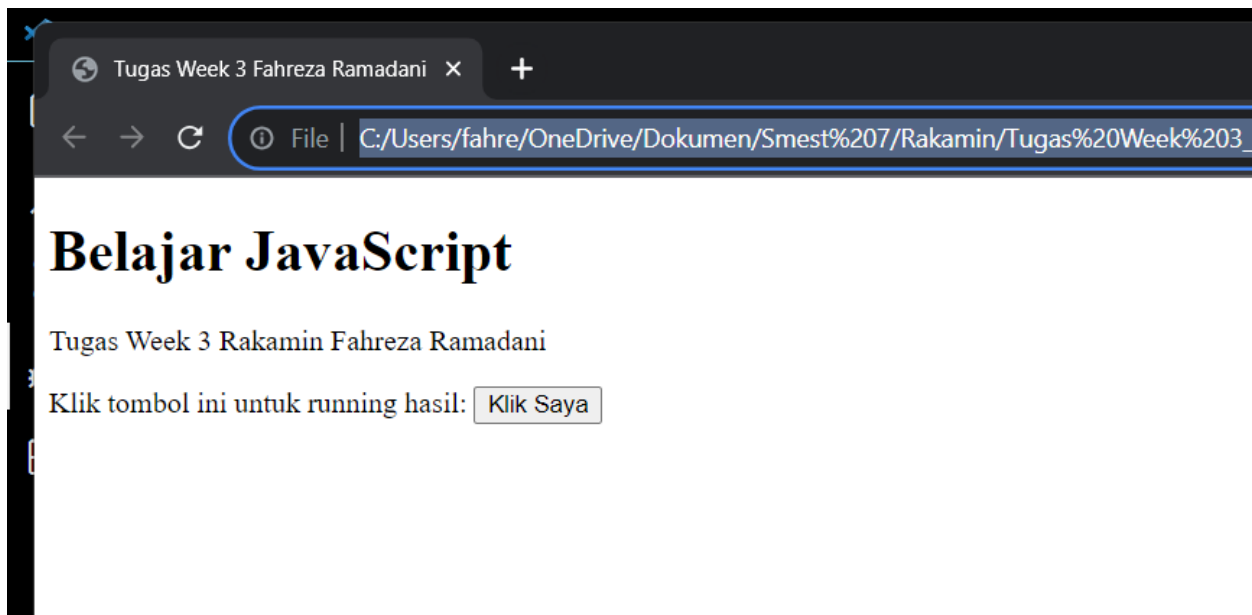 Tugas Week 3 Fahreza Ramadani
File C:/Users/fahre/OneDrive/Dokumen/Smest%207/Rakamin/Tugas%20Week%203_
Belajar JavaScript
Tugas Week 3 Rakamin Fahreza Ramadani
Klik tombol ini untuk running hasil: Klik Saya